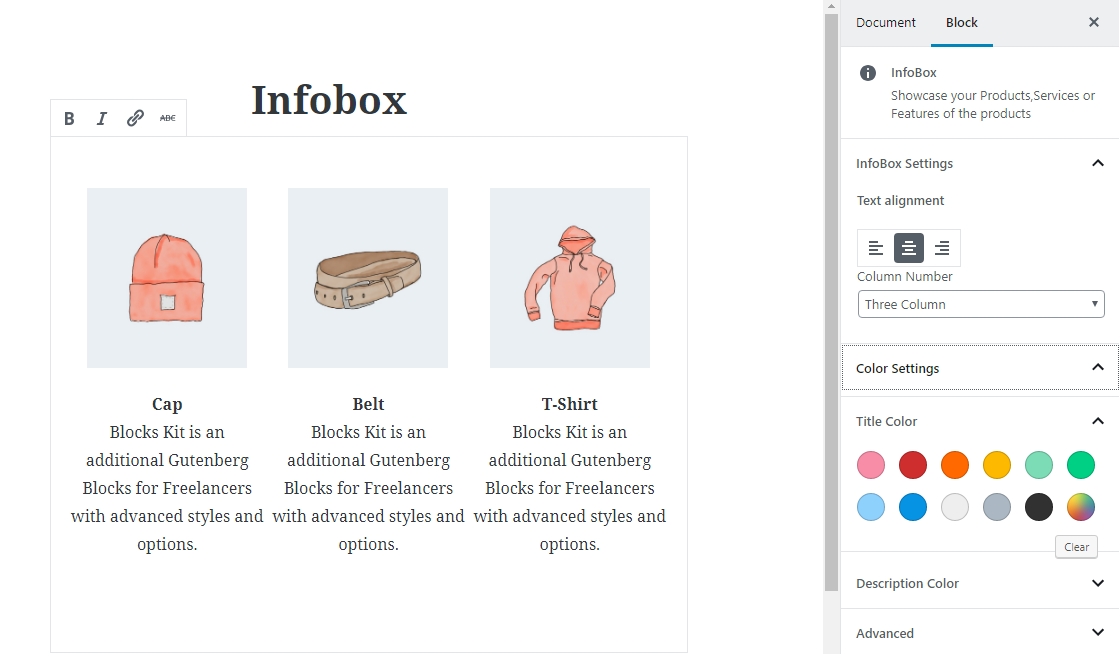 Infobox
B I ABC
Cap
Blocks Kit is an
additional Gutenberg
Blocks for Freelancers
with advanced styles and
options.
Belt
Blocks Kit is an
additional Gutenberg
Blocks for Freelancers
with advanced styles and
options.
T-Shirt
Blocks Kit is an
additional Gutenberg
Blocks for Freelancers
with advanced styles and
options.
Document Block
InfoBox
Showcase your Products,Services or
Features of the products
InfoBox Settings
Text alignment
Column Number
Three Column
Color Settings
Title Color
Clear
Description Color
Advanced